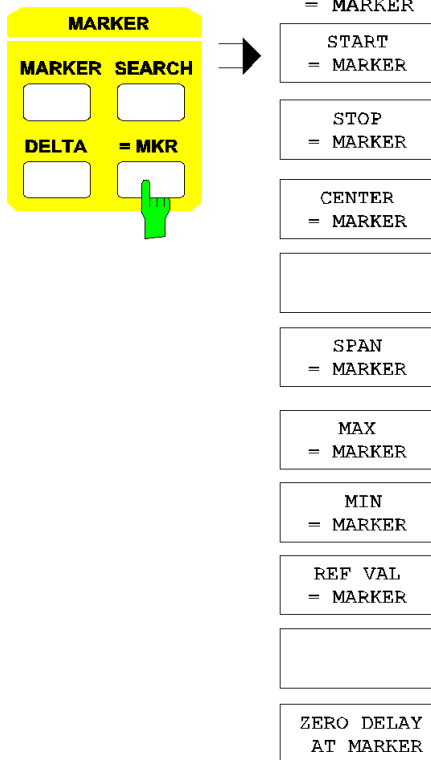 MARKER
MARKER SEARCH
DELTA = MKR
= MARKER
START
= MARKER
STOP
= MARKER
CENTER
= MARKER
SPAN
= MARKER
MAX
= MARKER
MIN
= MARKER
REF VAL
= MARKER
ZERO DELAY
AT MARKER